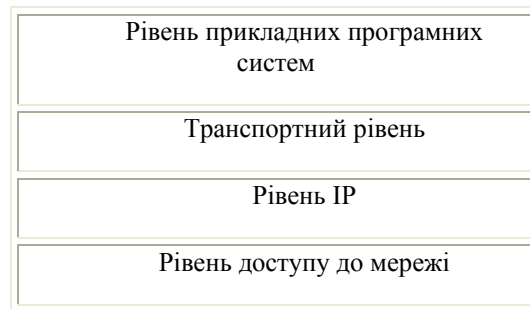 Рівень прикладних програмних
систем
Транспортний рівень
Рівень IP
Рівень доступу до мережі